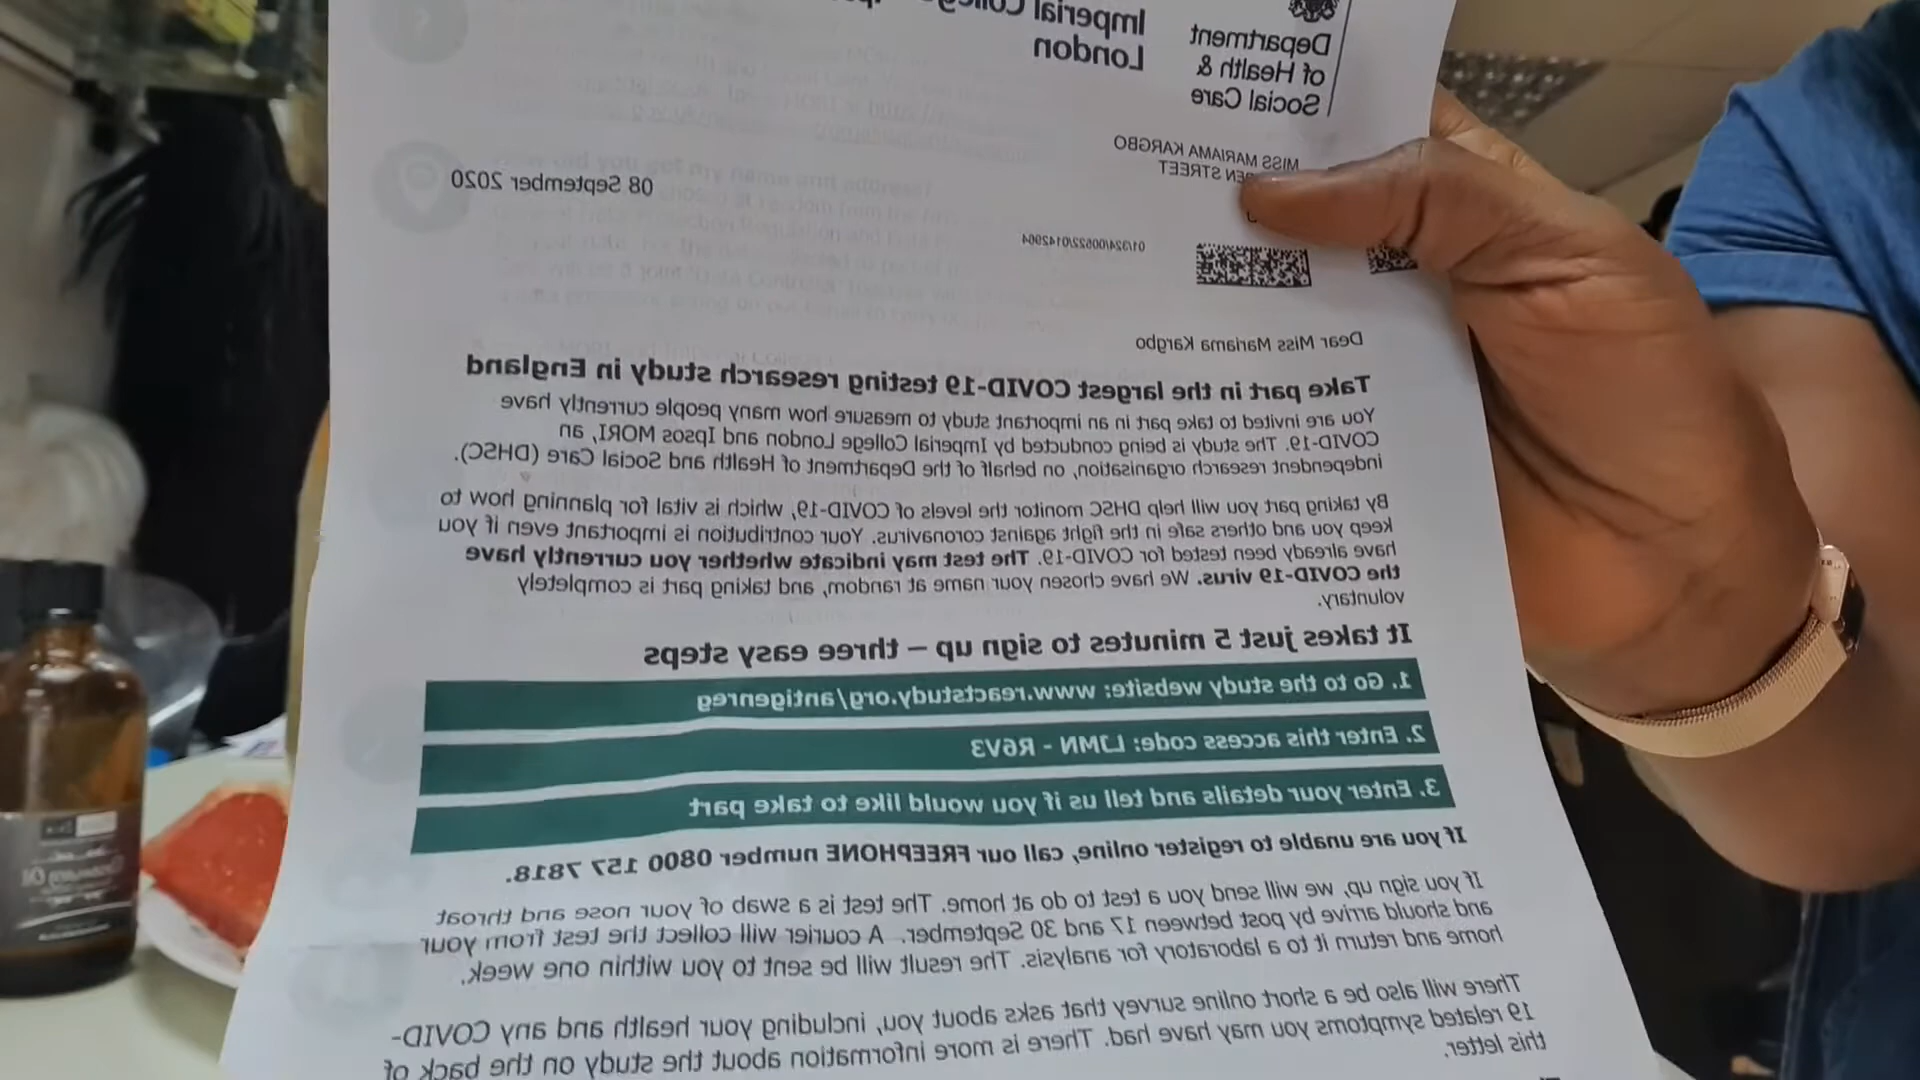 Imperial College
London
Department
of Health &
Social Care
MISS MARIAMA KARGBO
STREET
08 September 2020
Dear Miss Mariama Kargbo
Take part in the largest COVID-19 testing research study in England
You are invited to take part in an important study to measure how many people currently have
COVID-19. The study is being conducted by Imperial College London and Ipsos MORI, an
independent research organisation, on behalf of the Department of Health and Social Care (DHSC).
By taking part you will help DHSC monitor the levels of COVID-19, which is vital for planning how to
keep you and others safe in the fight against coronavirus. Your contribution is important even if you
have already been tested for COVID-19. The test may indicate whether you currently have
the COVID-19 virus. We have chosen your name at random, and taking part is completely
voluntary.
It takes just 5 minutes to sign up – three easy steps
1. Go to the study website: www.reactstudy.org/antigenreg
2. Enter this access code: LJMN - R6V3
3. Enter your details and tell us if you would like to take part
If you are unable to register online, call our FREEPHONE number 0800 157 7818.
If you sign up, we will send you a test to do at home. The test is a swab of your nose and throat
and should arrive by post between 17 and 30 September. A courier will collect the test from your
home and return it to a laboratory for analysis. The result will be sent to you within one week.
There will also be a short online survey that asks about you, including your health and any COVID-
19 related symptoms you may have had. There is more information about the study on the back of
this letter.